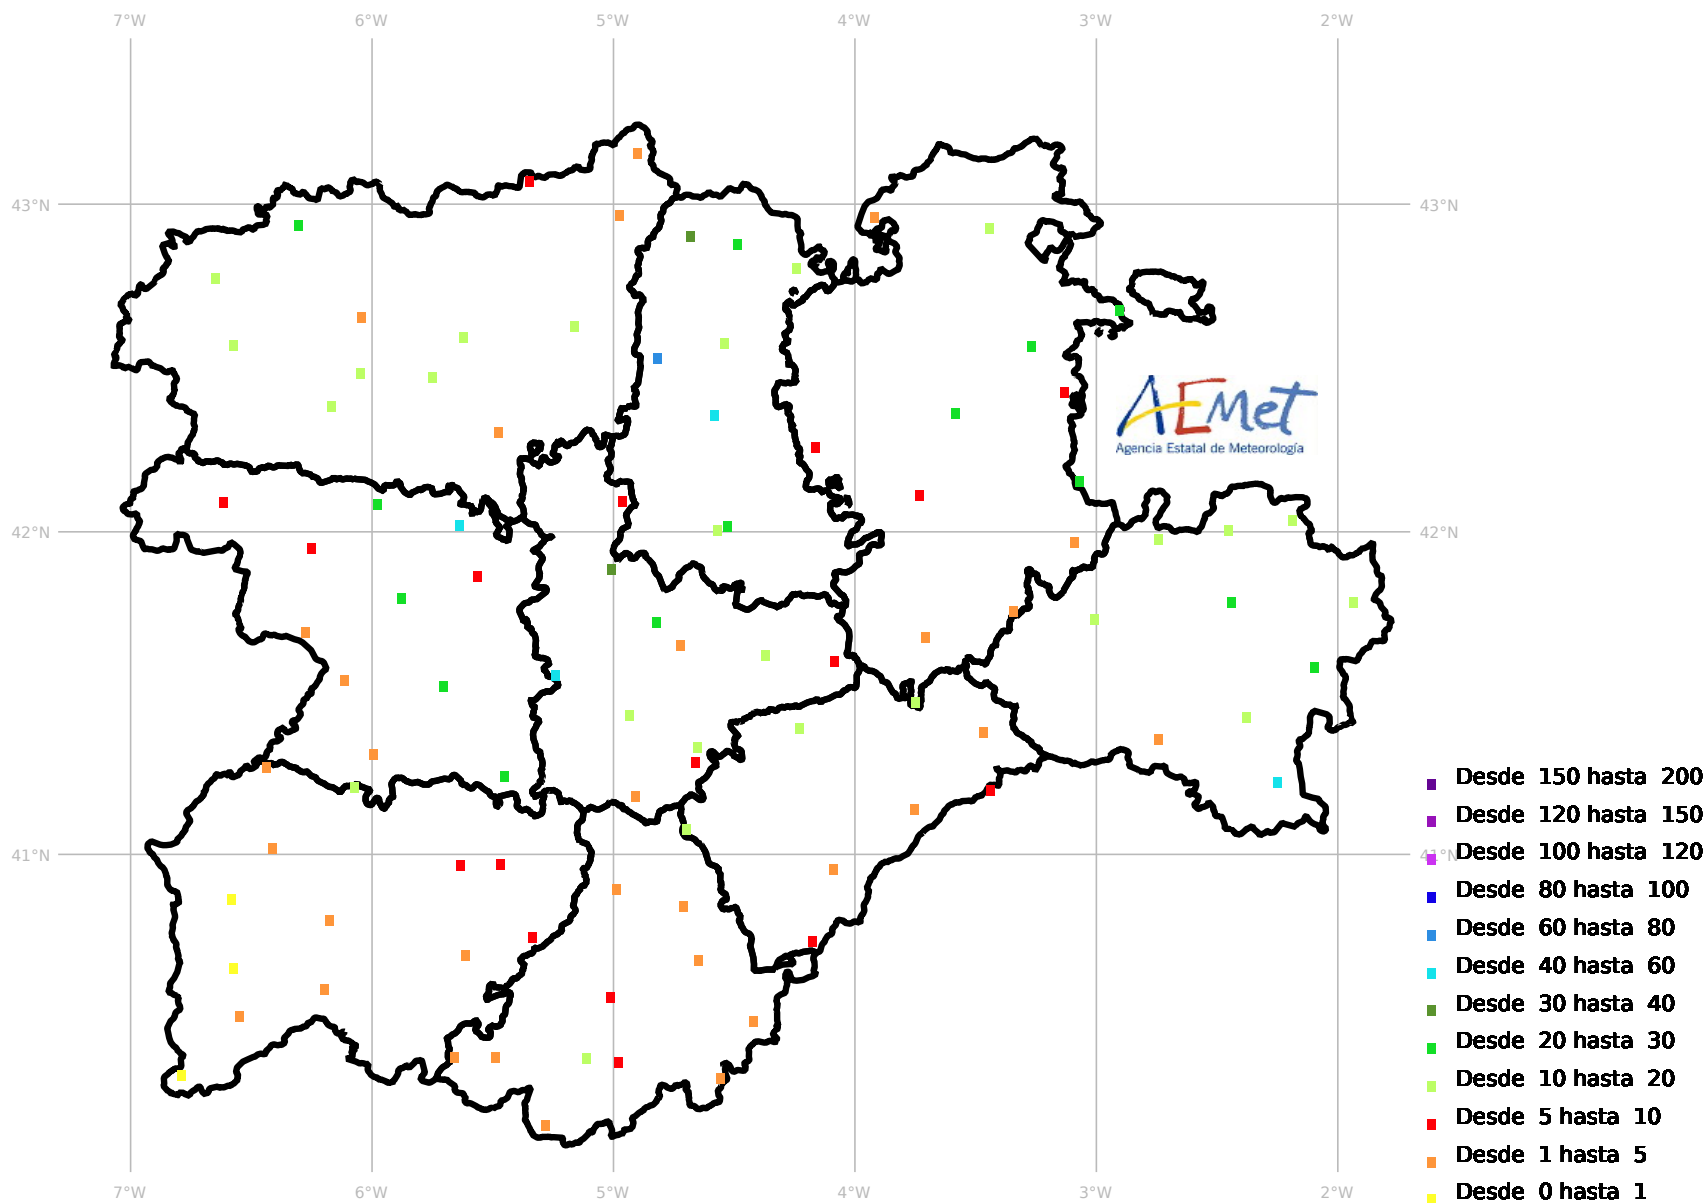 7°W 6°W 5°W 4°W 3°W 2°W
43°N 43°N
AEMet
Agencia Estatal de Meteorología
42°N 42°N
Desde 150 hasta 200
Desde 120 hasta 150
41°N 41°N
Desde 100 hasta 120
Desde 80 hasta 100
Desde 60 hasta 80
Desde 40 hasta 60
Desde 30 hasta 40
Desde 20 hasta 30
Desde 10 hasta 20
Desde 5 hasta 10
Desde 1 hasta 5
Desde 0 hasta 1
7°W 6°W 5°W 4°W 3°W 2°W